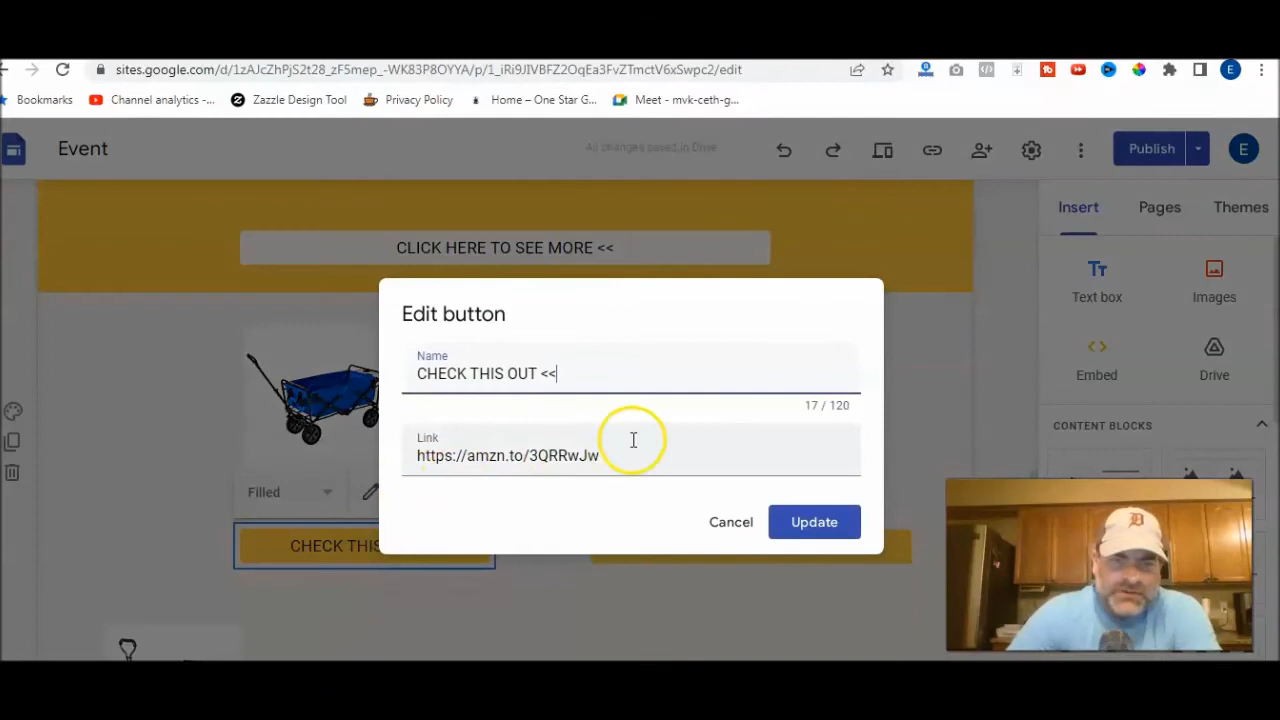 sites.google.com/d/1zAJcZhPjS2t28_zF5mep_-WK83P8OYYA/p/1_iRi9JIVBFZ2OqEa3FvZTmctV6xSwpc2/edit
Bookmarks Channel analytics -... Zazzle Design Tool Privacy Policy Home – One Star G... Meet - mvk-ceth-g...
Event All changes saved in Drive Publish E
Insert Pages Themes
CLICK HERE TO SEE MORE <<
Text box Images
Edit button
Name
CHECK THIS OUT <<
17 / 120
Embed Drive
Link
https://amzn.to/3QRRwJw
CONTENT BLOCKS
Filled
Cancel Update
CHECK THIS